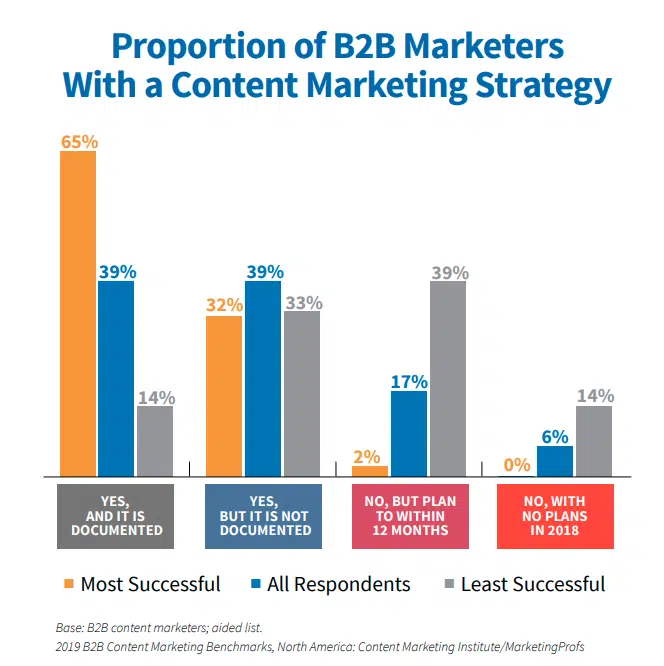 Proportion of B2B Marketers
With a Content Marketing Strategy
65%
39%
14%
32%
39%
33%
2%
17%
39%
0%
6%
14%
YES,
AND IT IS
DOCUMENTED
YES,
BUT IT IS NOT
DOCUMENTED
NO, BUT PLAN
TO WITHIN
12 MONTHS
NO, WITH
NO PLANS
IN 2018
Most Successful
All Respondents
Least Successful
Base: B2B content marketers; aided list.
2019 B2B Content Marketing Benchmarks, North America: Content Marketing Institute/MarketingProfs